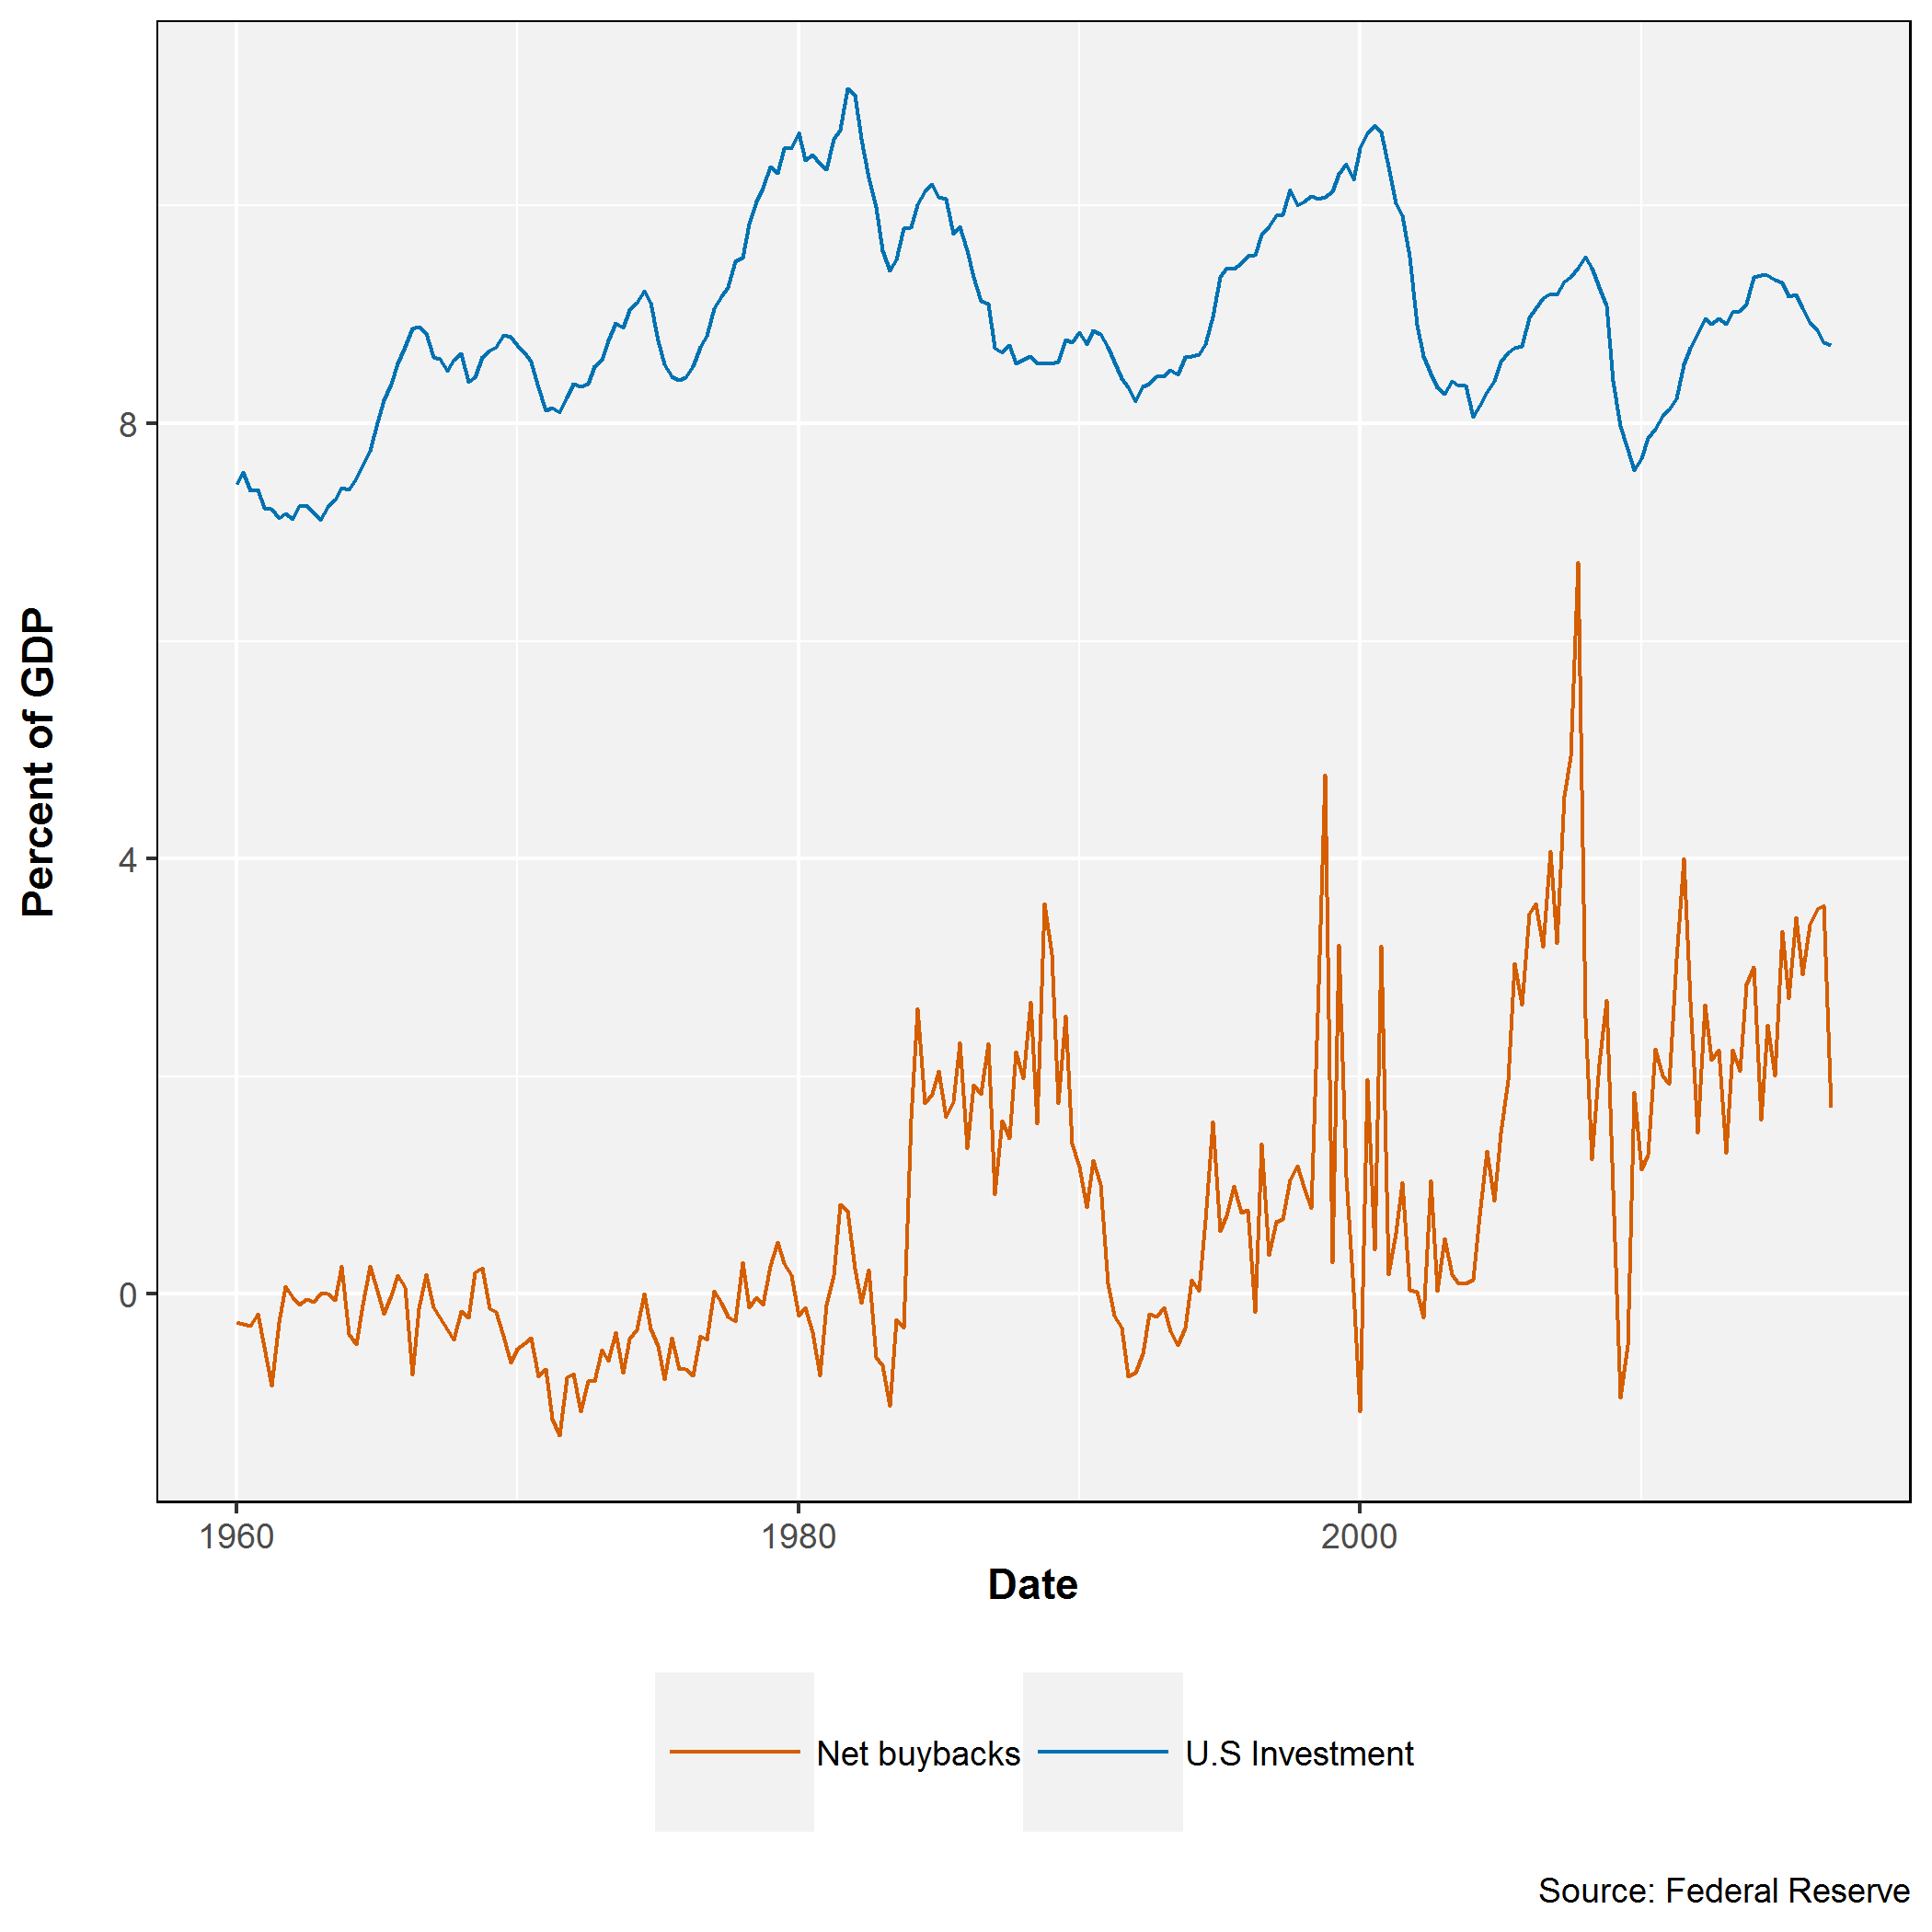 Percent of GDP
8
4
0
1960 1980 2000
Date
Net buybacks U.S Investment
Source: Federal Reserve